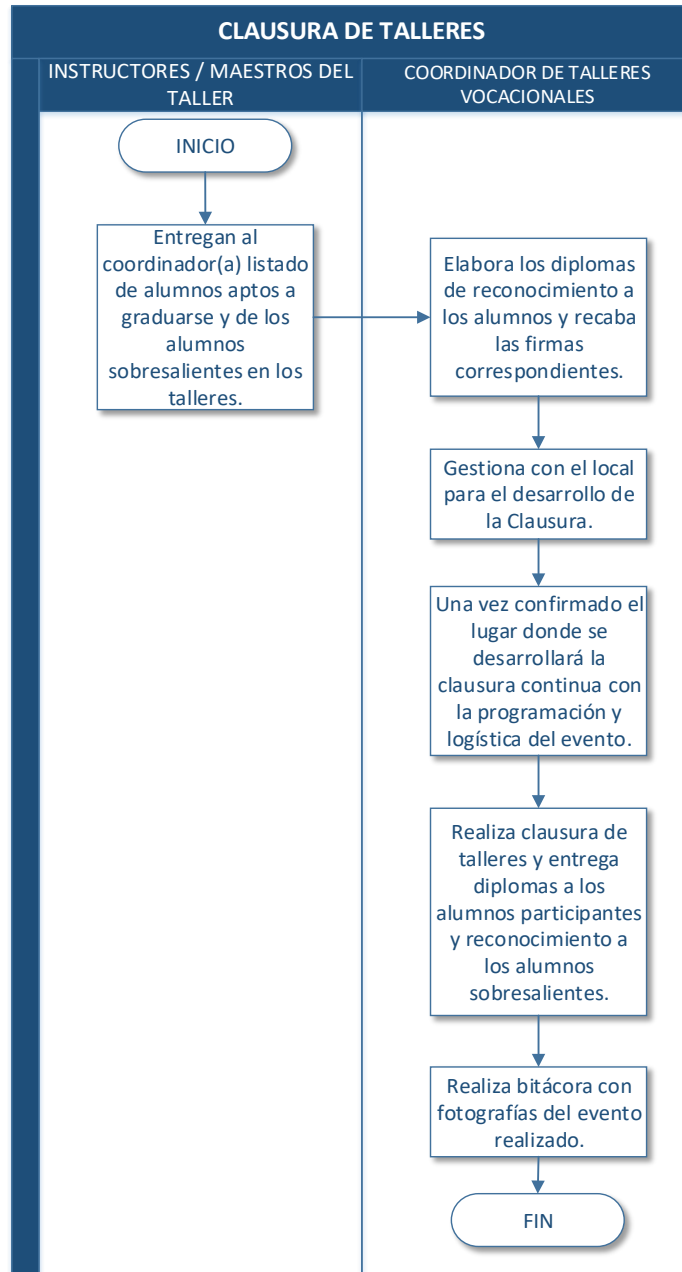 CLAUSURA DE TALLERES
INSTRUCTORES / MAESTROS DEL
TALLER
COORDINADOR DE TALLERES
VOCACIONALES
INICIO
Entregan al
coordinador(a) listado
de alumnos aptos a
graduarse y de los
alumnos
sobresalientes en los
talleres.
Elabora los diplomas
de reconocimiento a
los alumnos y recaba
las firmas
correspondientes.
Gestiona con el local
para el desarrollo de
la Clausura.
Una vez confirmado el
lugar donde se
desarrollará la
clausura continua con
la programación y
logística del evento.
Realiza clausura de
talleres y entrega
diplomas a los
alumnos participantes
y reconocimiento a
los alumnos
sobresalientes.
Realiza bitácora con
fotografías del evento
realizado.
FIN